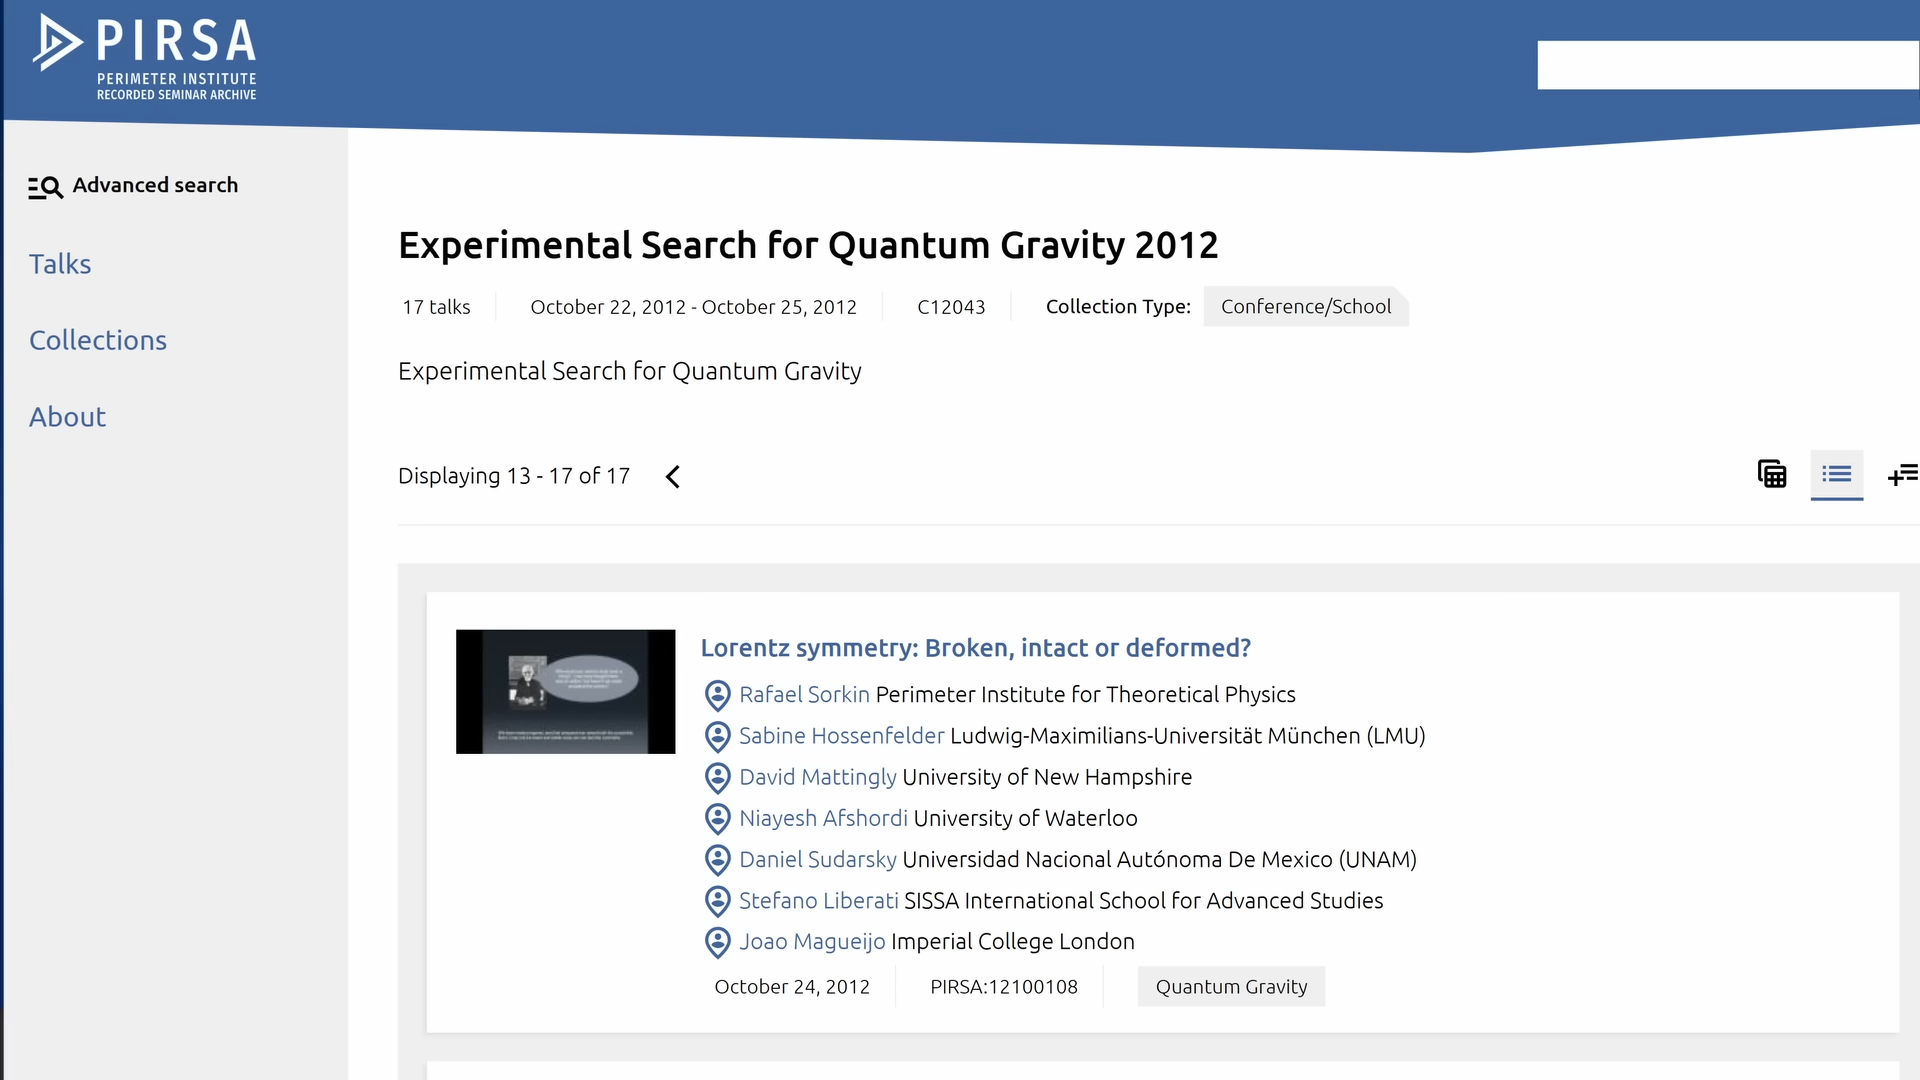 PIRSA
PERIMETER INSTITUTE
RECORDED SEMINAR ARCHIVE
Advanced search
Talks
Collections
About
Experimental Search for Quantum Gravity 2012
17 talks October 22, 2012 - October 25, 2012 C12043 Collection Type: Conference/School
Experimental Search for Quantum Gravity
Displaying 13 - 17 of 17
Lorentz symmetry: Broken, intact or deformed?
Rafael Sorkin Perimeter Institute for Theoretical Physics
Sabine Hossenfelder Ludwig-Maximilians-Universität München (LMU)
David Mattingly University of New Hampshire
Niayesh Afshordi University of Waterloo
Daniel Sudarsky Universidad Nacional Autónoma De Mexico (UNAM)
Stefano Liberati SISSA International School for Advanced Studies
Joao Magueijo Imperial College London
October 24, 2012 PIRSA:12100108 Quantum Gravity